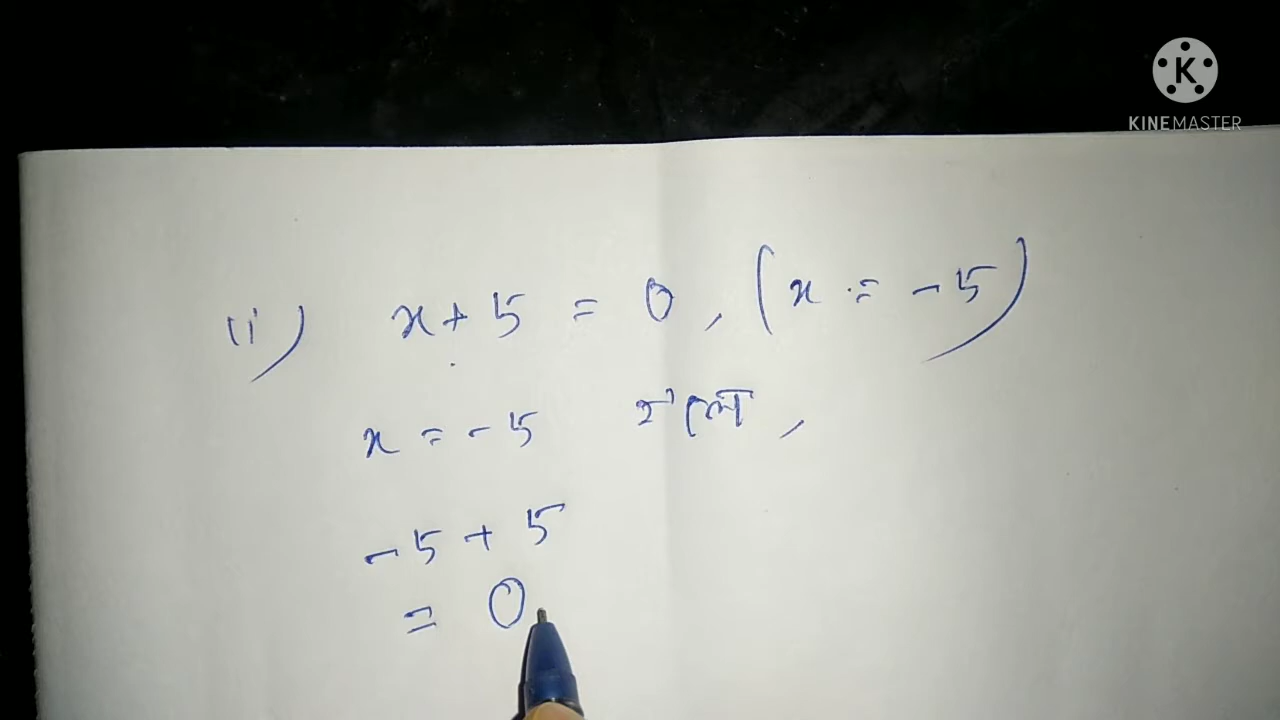 KINEMASTER
(i) x + 5 = 0, (x = -5)
x = -5 হলে,
-5 + 5
= 0